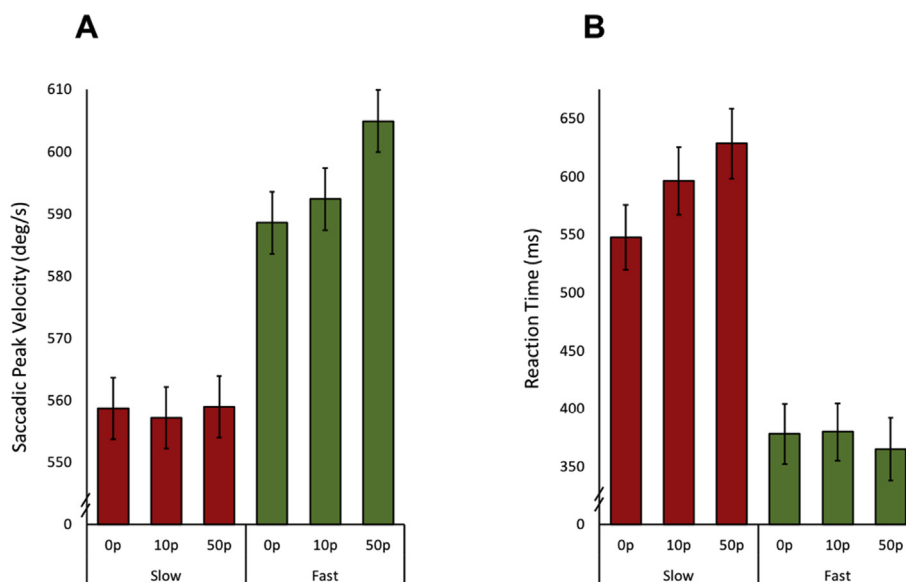 A
Saccadic Peak Velocity (deg/s)
610
600
590
580
570
560
550
0
0p 10p 50p 0p 10p 50p
Slow Fast
B
Reaction Time (ms)
650
600
550
500
450
400
350
0
0p 10p 50p 0p 10p 50p
Slow Fast